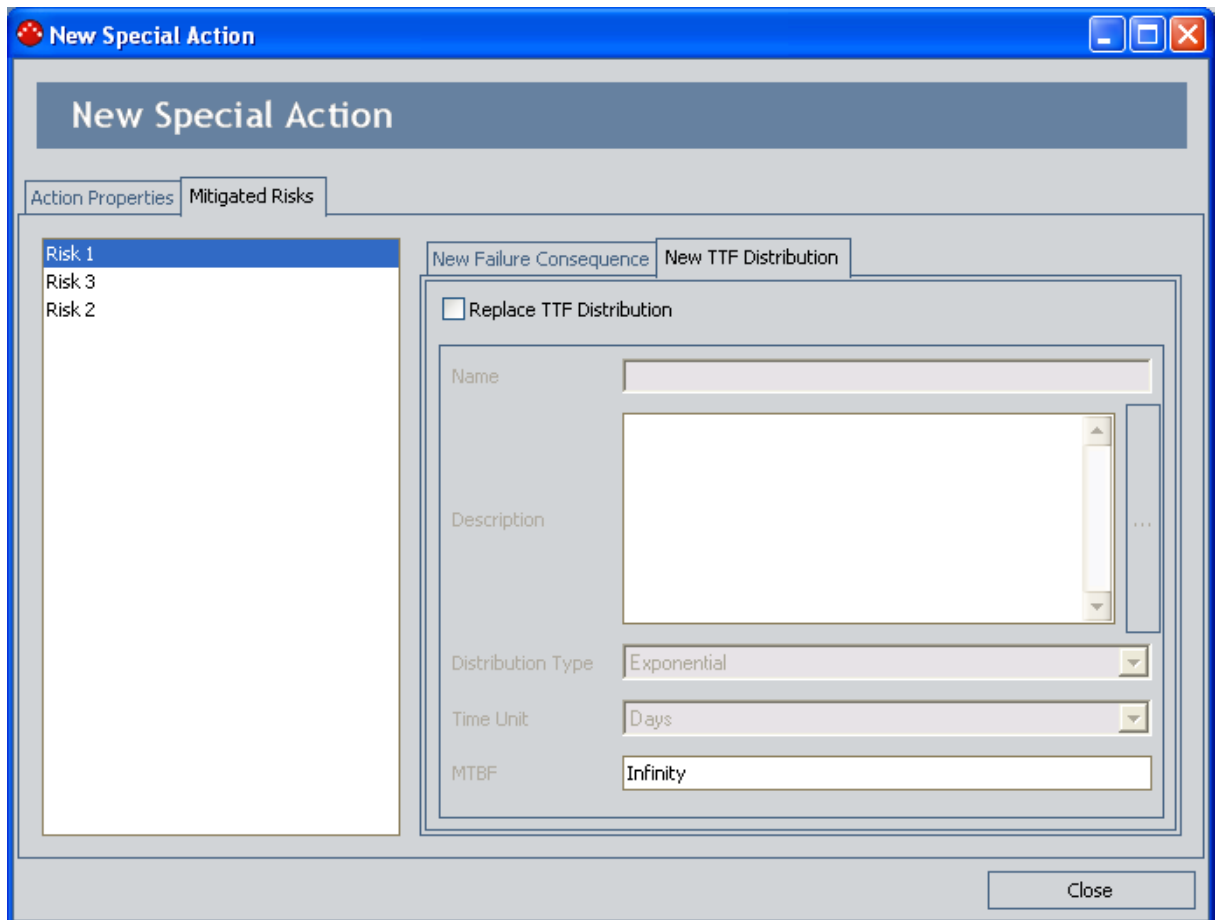 New Special Action
New Special Action
Action Properties
Mitigated Risks
Risk 1
Risk 3
Risk 2
New Failure Consequence
New TTF Distribution
Replace TTF Distribution
Name
Description
...
Distribution Type
Exponential
Time Unit
Days
MTBF
Infinity
Close